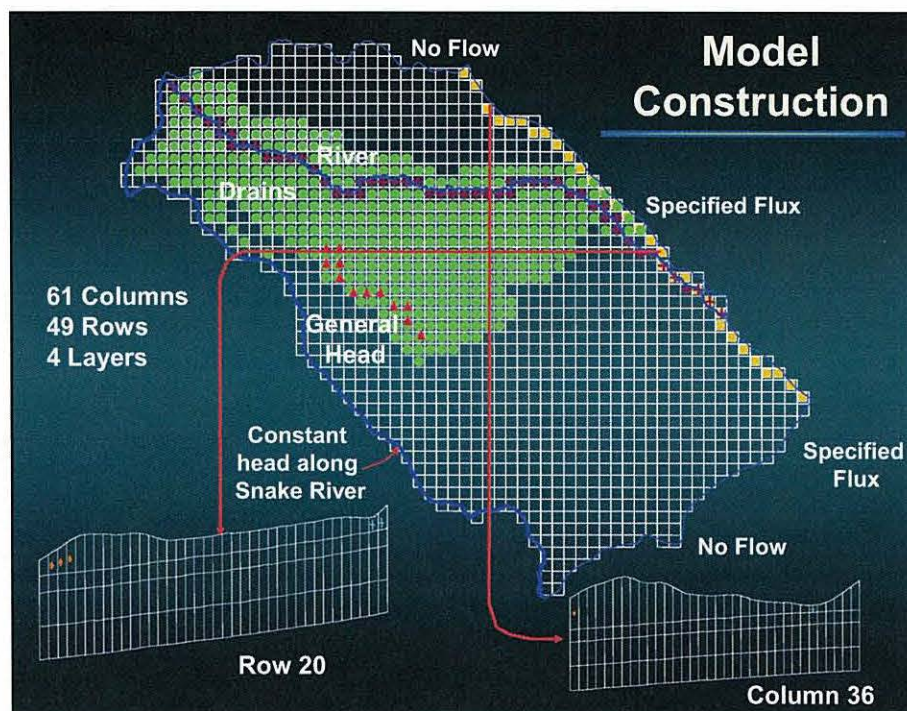 No Flow
Model
Construction
River
Drains
Specified Flux
61 Columns
49 Rows
4 Layers
General
Head
Constant
head along
Snake River
Specified
Flux
No Flow
Row 20
Column 36